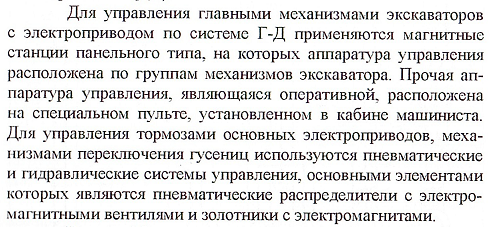 Для управления главными механизмами экскаваторов
с электроприводом по системе Г-Д применяются магнитные
станции панельного типа, на которых аппаратура управления
расположена по группам механизмов экскаватора. Прочая ап-
паратура управления, являющаяся оперативной, расположена
на специальном пульте, установленном в кабине машиниста.
Для управления тормозами основных электроприводов, меха-
низмами переключения гусениц используются пневматические
и гидравлические системы управления, основными элементами
которых являются пневматические распределители с электро-
магнитными вентилями и золотники с электромагнитами.